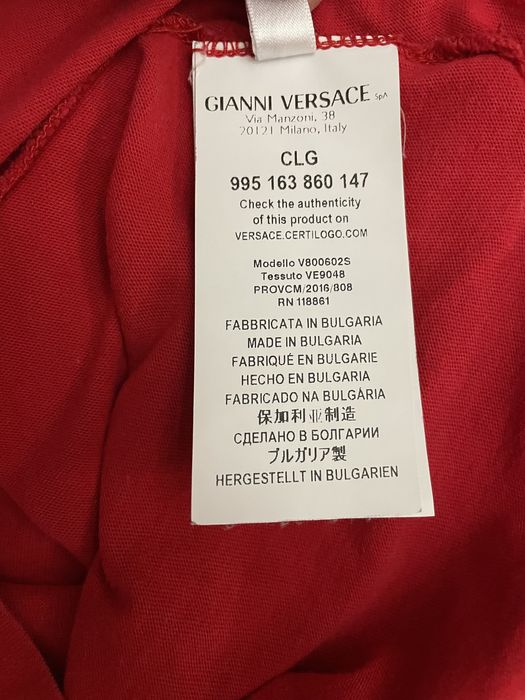 GIANNI VERSACE SpA
Via Manzoni, 38
20121 Milano, Italy
CLG
995 163 860 147
Check the authenticity
of this product on
VERSACE.CERTILOGO.COM
Modello V800602S
Tessuto VE9048
PROVCM/2016/808
RN 118861
FABBRICATA IN BULGARIA
MADE IN BULGARIA
FABRIQUÉ EN BULGARIE
HECHO EN BULGARIA
FABRICADO NA BULGÁRIA
保加利亚制造
СДЕЛАНО В БОЛГАРИИ
ブルガリア製
HERGESTELLT IN BULGARIEN